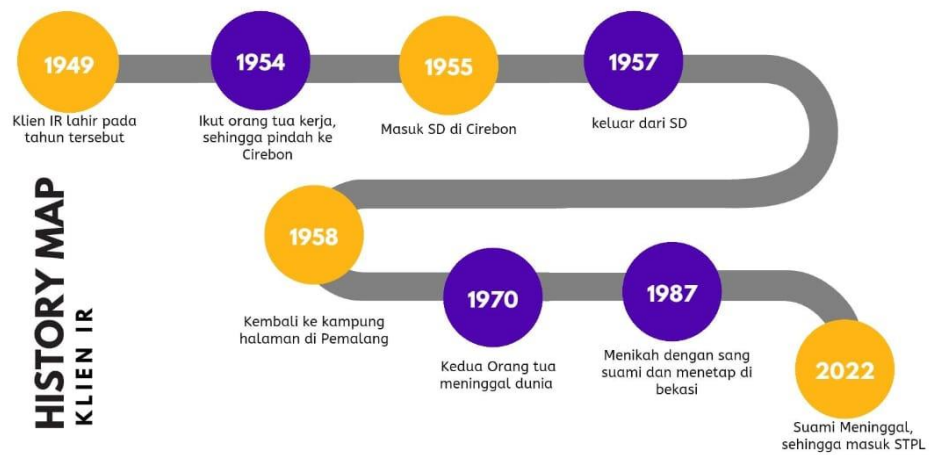 1949
Klien IR lahir pada
tahun tersebut
1954
Ikut orang tua kerja,
sehingga pindah ke
Cirebon
1955
Masuk SD di Cirebon
1957
keluar dari SD
HISTORY MAP
KLIEN IR
1958
Kembali ke kampung
halaman di Pemalang
1970
Kedua Orang tua
meninggal dunia
1987
Menikah dengan sang
suami dan menetap di
bekasi
2022
Suami Meninggal,
sehingga masuk STPL